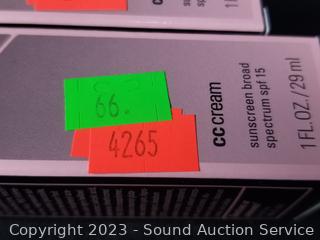 66.
4265
cc cream
sunscreen broad
spectrum spf 15
1 FL.OZ./29 ml
Copyright 2023 - Sound Auction Service